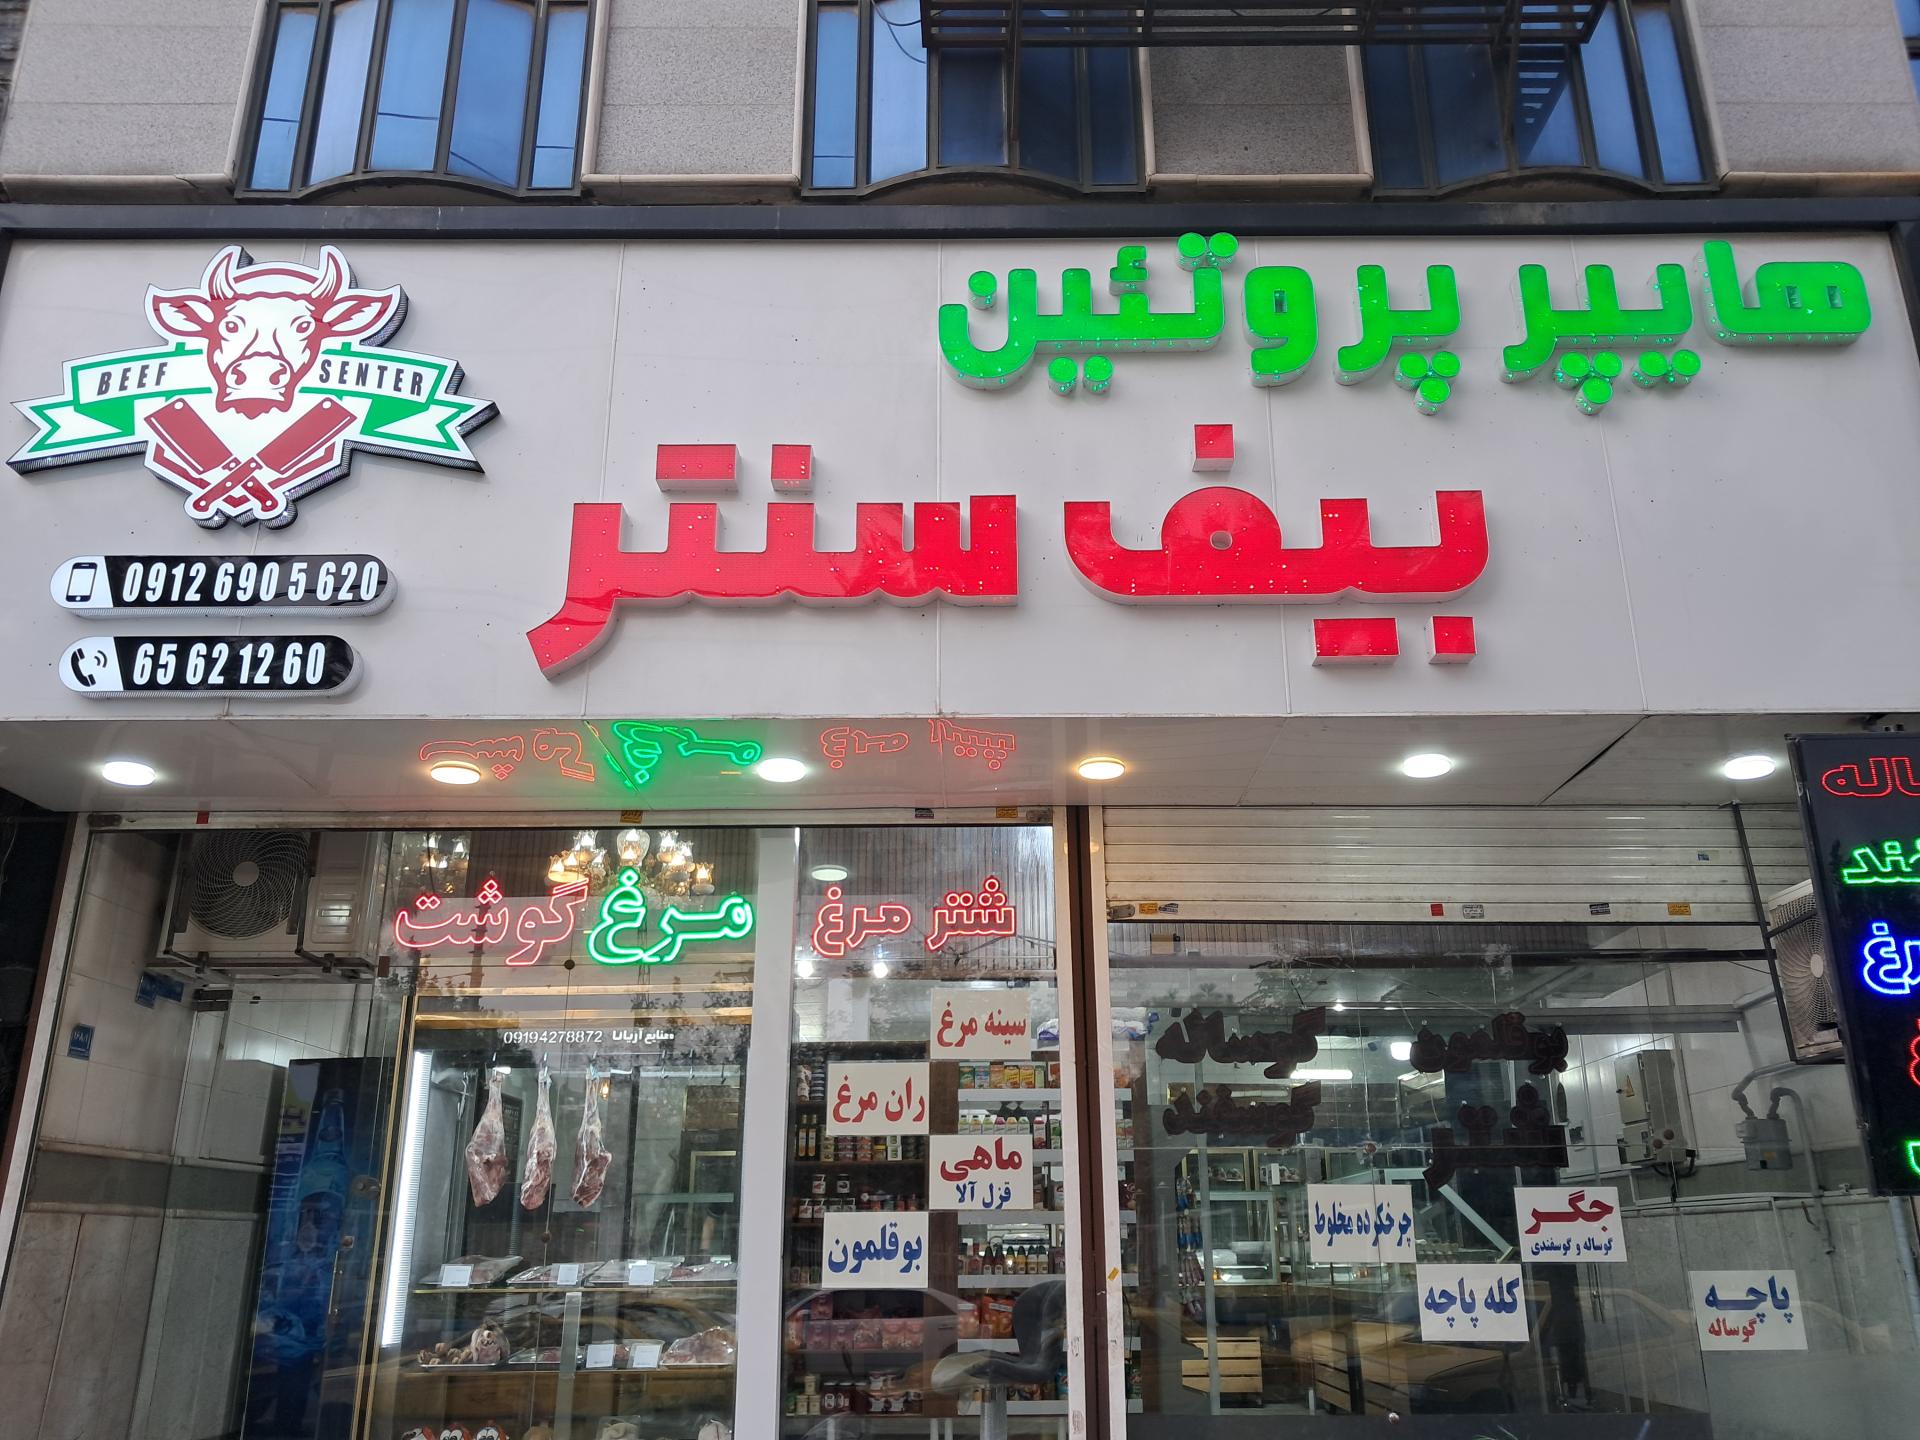 هایپر پروتئین
بیف سنتر
BEEF SENTER
0912 690 5 620
65 62 12 60
گوشت مرغ
شتر مرغ
صنایع آریانا 09194278872
سینه مرغ
ران مرغ
ماهی
قزل آلا
بوقلمون
گوساله
بوقلمون
گوسفند
شتر
چرخکرده مخلوط
جگر
گوساله و گوسفندی
کله پاچه
پاچه
گوساله